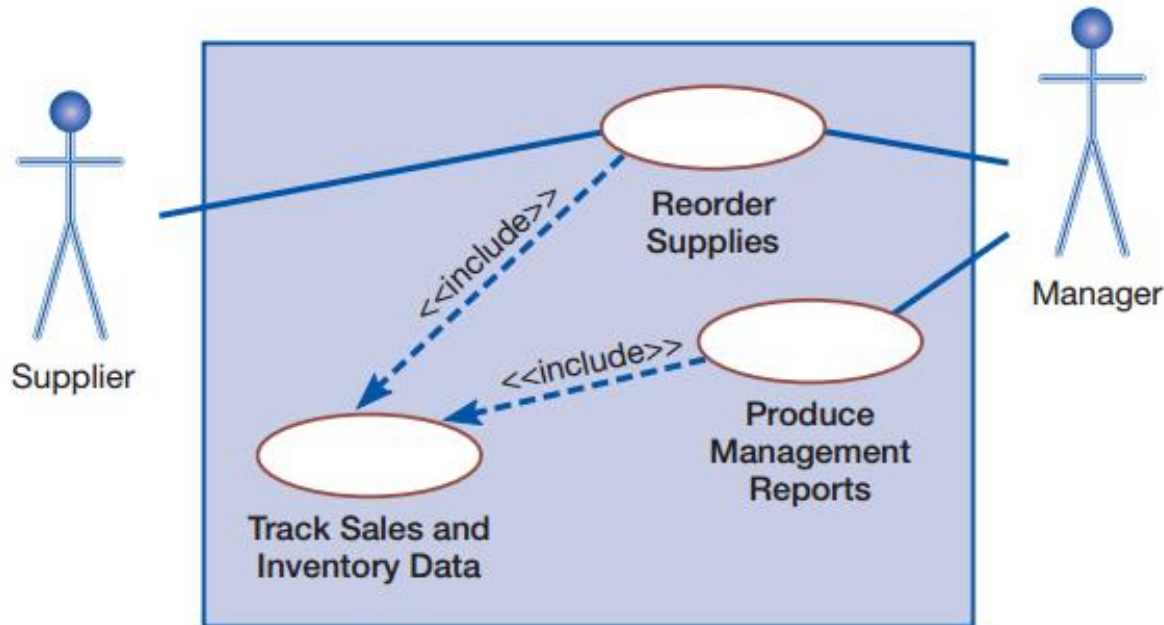 Reorder
Supplies
<<include>>
Manager
Supplier
<<include>>
Produce
Management
Reports
Track Sales and
Inventory Data